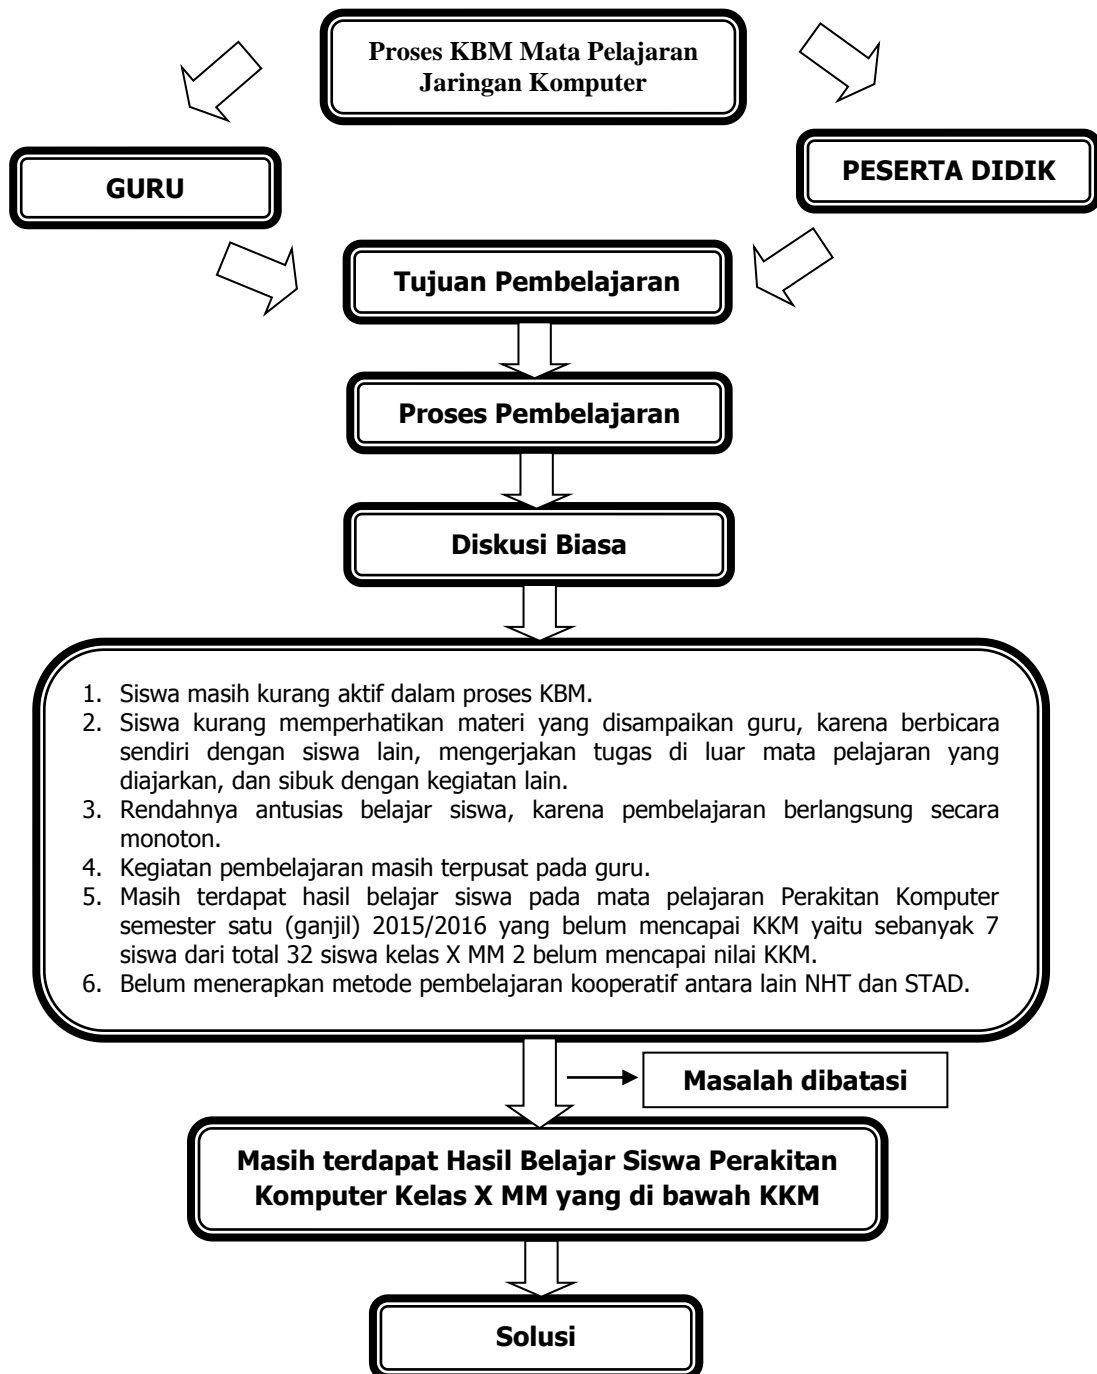 Proses KBM Mata Pelajaran
Jaringan Komputer
GURU
PESERTA DIDIK
Tujuan Pembelajaran
Proses Pembelajaran
Diskusi Biasa
1. Siswa masih kurang aktif dalam proses KBM.
2. Siswa kurang memperhatikan materi yang disampaikan guru, karena berbicara
sendiri dengan siswa lain, mengerjakan tugas di luar mata pelajaran yang
diajarkan, dan sibuk dengan kegiatan lain.
3. Rendahnya antusias belajar siswa, karena pembelajaran berlangsung secara
monoton.
4. Kegiatan pembelajaran masih terpusat pada guru.
5. Masih terdapat hasil belajar siswa pada mata pelajaran Perakitan Komputer
semester satu (ganjil) 2015/2016 yang belum mencapai KKM yaitu sebanyak 7
siswa dari total 32 siswa kelas X MM 2 belum mencapai nilai KKM.
6. Belum menerapkan metode pembelajaran kooperatif antara lain NHT dan STAD.
Masalah dibatasi
Masih terdapat Hasil Belajar Siswa Perakitan
Komputer Kelas X MM yang di bawah KKM
Solusi